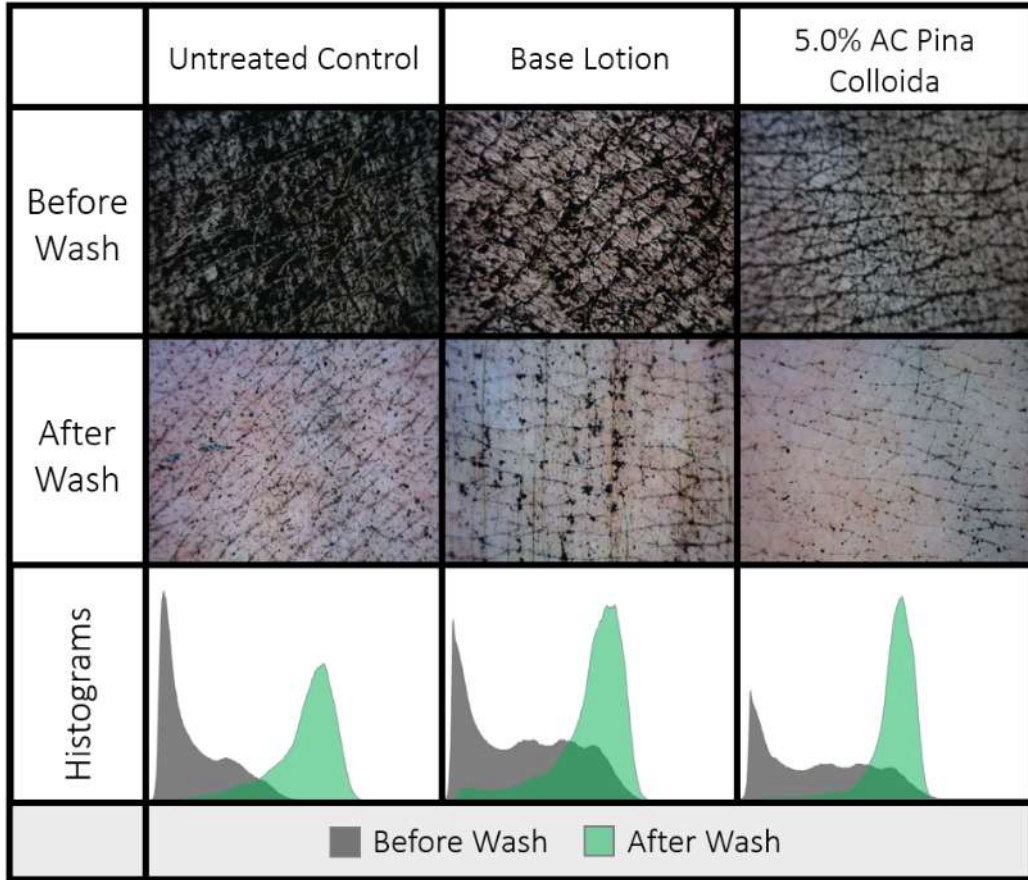 Untreated Control
Base Lotion
5.0% AC Pina
Colloida
Before
Wash
After
Wash
Histograms
Before Wash
After Wash